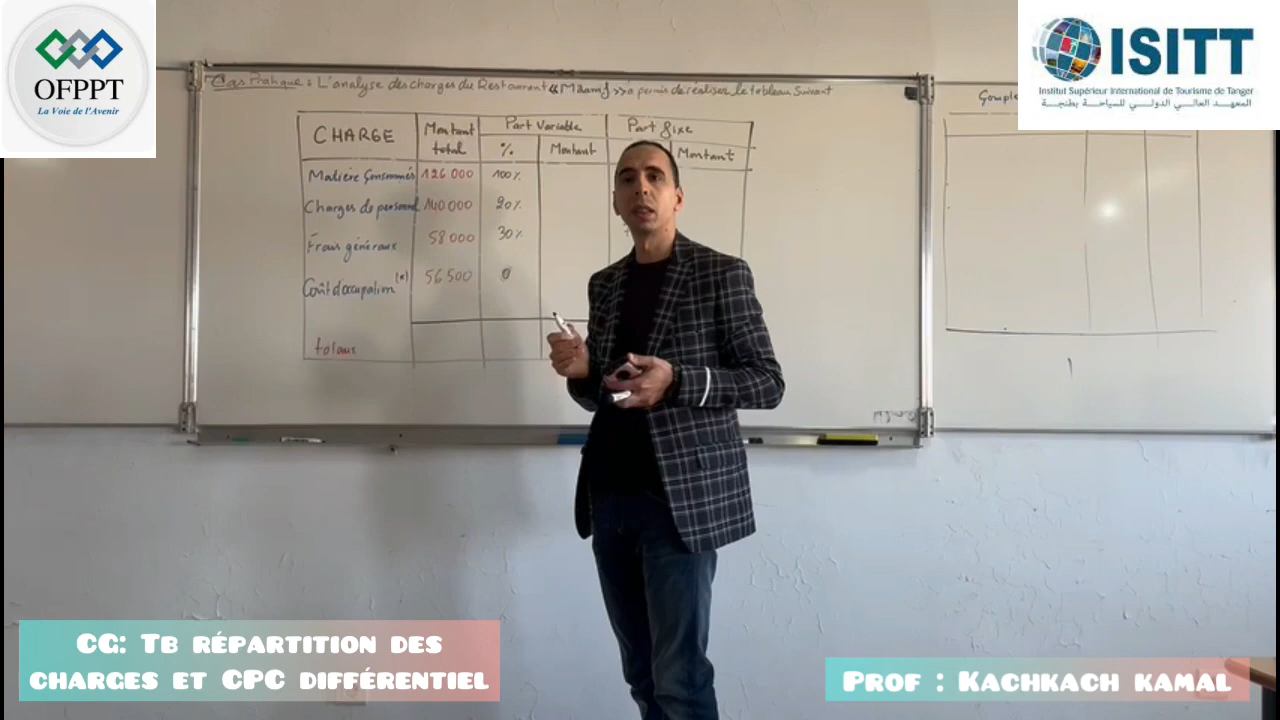 OFPPT
La Voie de l'Avenir
ISITT
Institut Supérieur International de Tourisme de Tanger
المعهد العالي الدولي للسياحة بطنجة
Cas Pratique : L'analyse des charges du Restaurant « » a permis de réaliser le tableau Suivant
CHARGE Montant total Part Variable Part fixe
% Montant Montant
Matière Consommés 126 000 100%
Charges de personnel 140 000 20%
Frais généraux 58 000 30%
Coût d'occupation (*) 56 500 0
totaux
CG: Tb répartition des
charges et CPC différentiel
Prof : Kachkach kamal